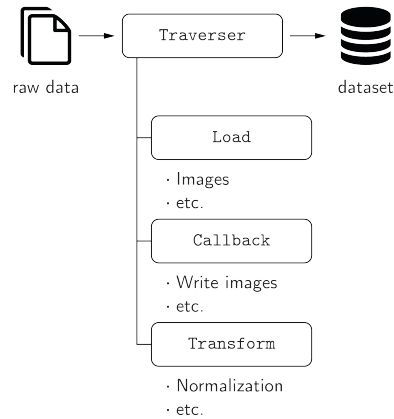 Traverser
raw data
dataset
Load
· Images
· etc.
Callback
· Write images
· etc.
Transform
· Normalization
· etc.